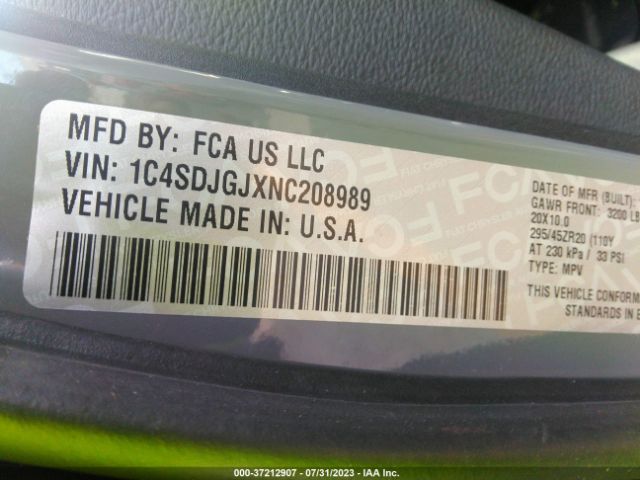 MFD BY: FCA US LLC
VIN: 1C4SDJGJXNC208989
VEHICLE MADE IN: U.S.A.
DATE OF MFR (BUILT):
GAWR FRONT: 3200 LB
20X10.0
295/45ZR20 (110Y
AT 230 kPa / 33 PSI
TYPE: MPV
THIS VEHICLE CONFORM
STANDARDS IN E
000-37212907 - 07/31/2023 - IAA Inc.